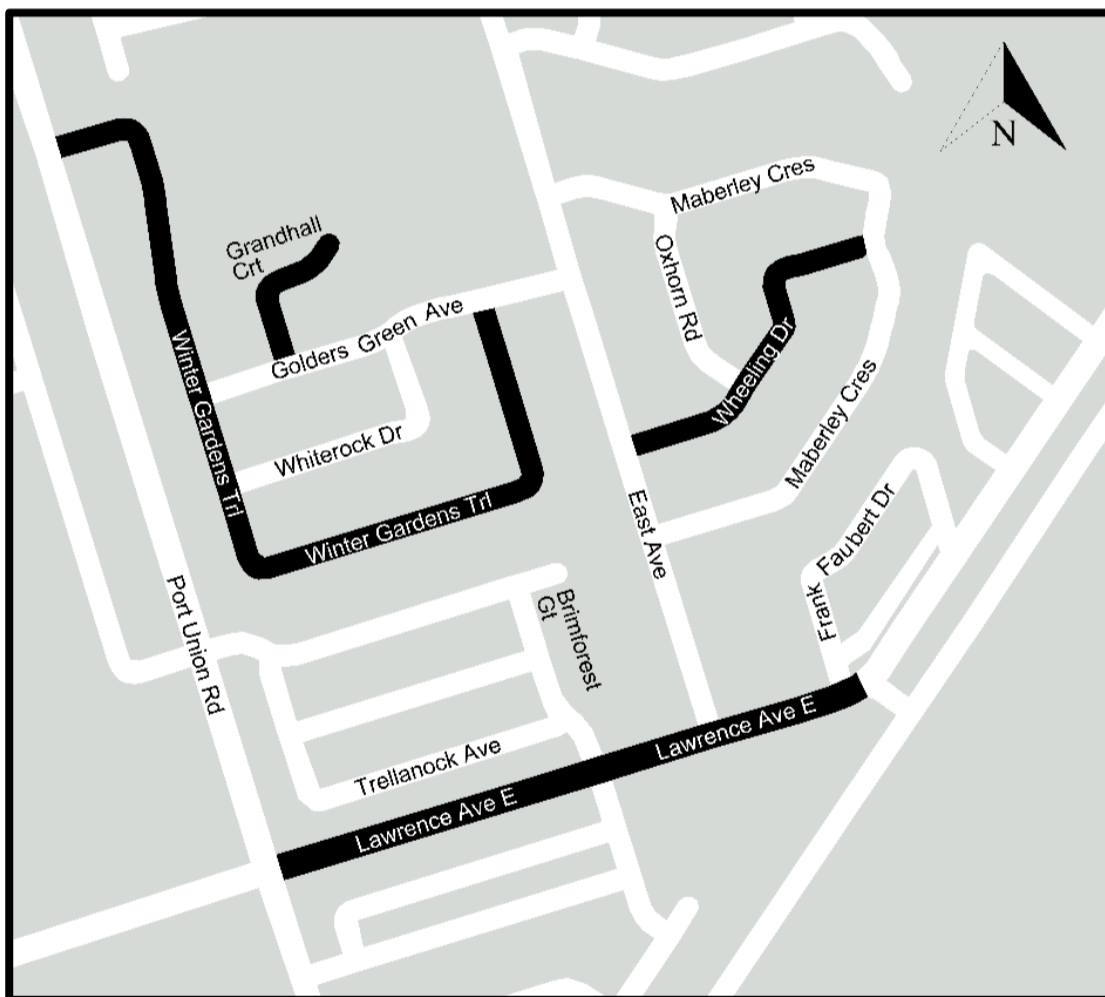 N
Maberley Cres
Grandhall
Crt
Oxhorn Rd
Golders Green Ave
Winter Gardens Trl
Wheeling Dr
Maberley Cres
Whiterock Dr
Winter Gardens Trl
East Ave
Frank Faubert Dr
Port Union Rd
Brimforest
Gt
Trellanock Ave
Lawrence Ave E
Lawrence Ave E